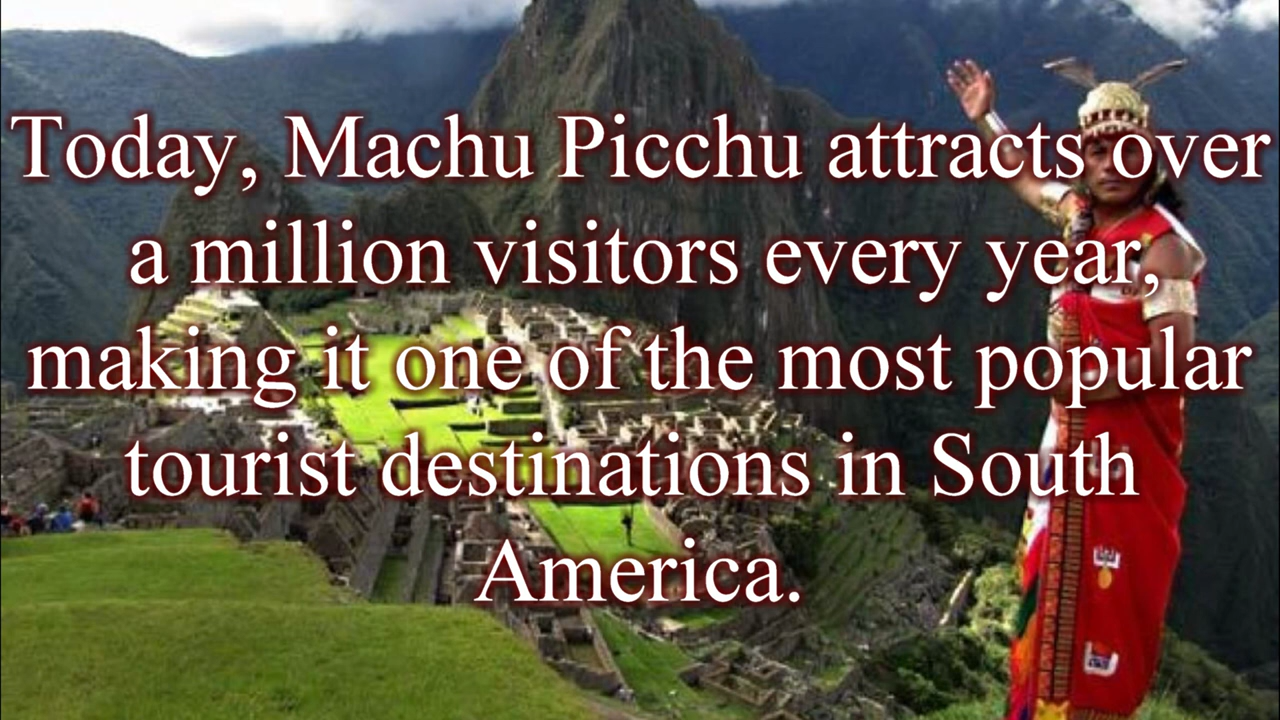 Today, Machu Picchu attracts over
a million visitors every year,
making it one of the most popular
tourist destinations in South
America.